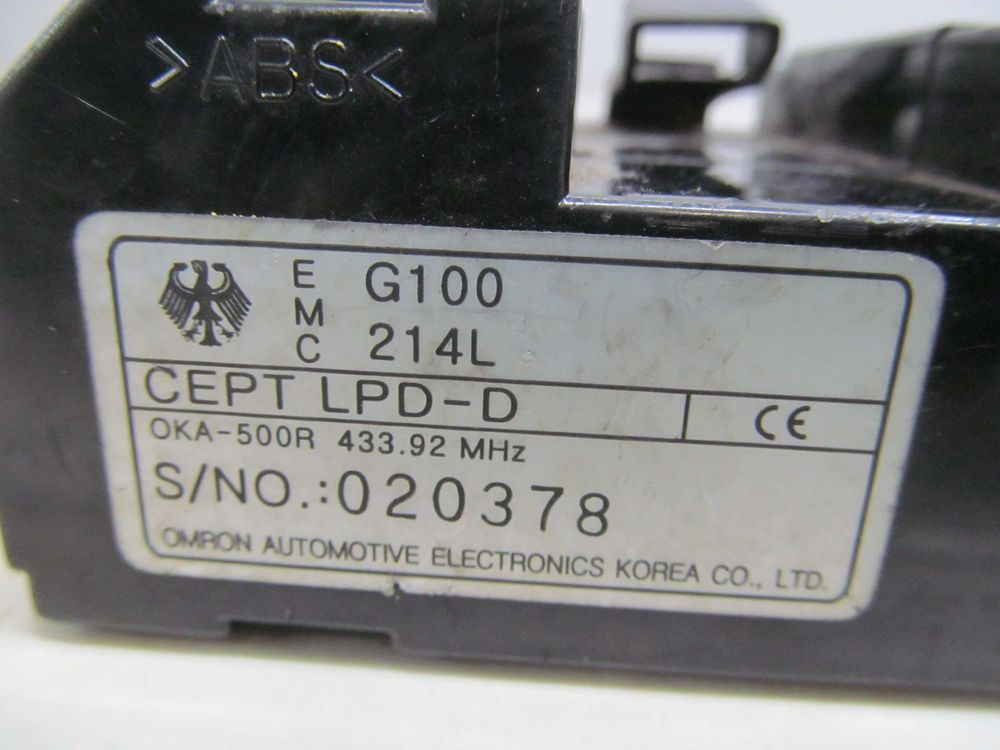 >ABS<
E M C G100
214L
CEPT LPD-D CE
OKA-500R 433.92 MHz
S/NO.:020378
OMRON AUTOMOTIVE ELECTRONICS KOREA CO., LTD.